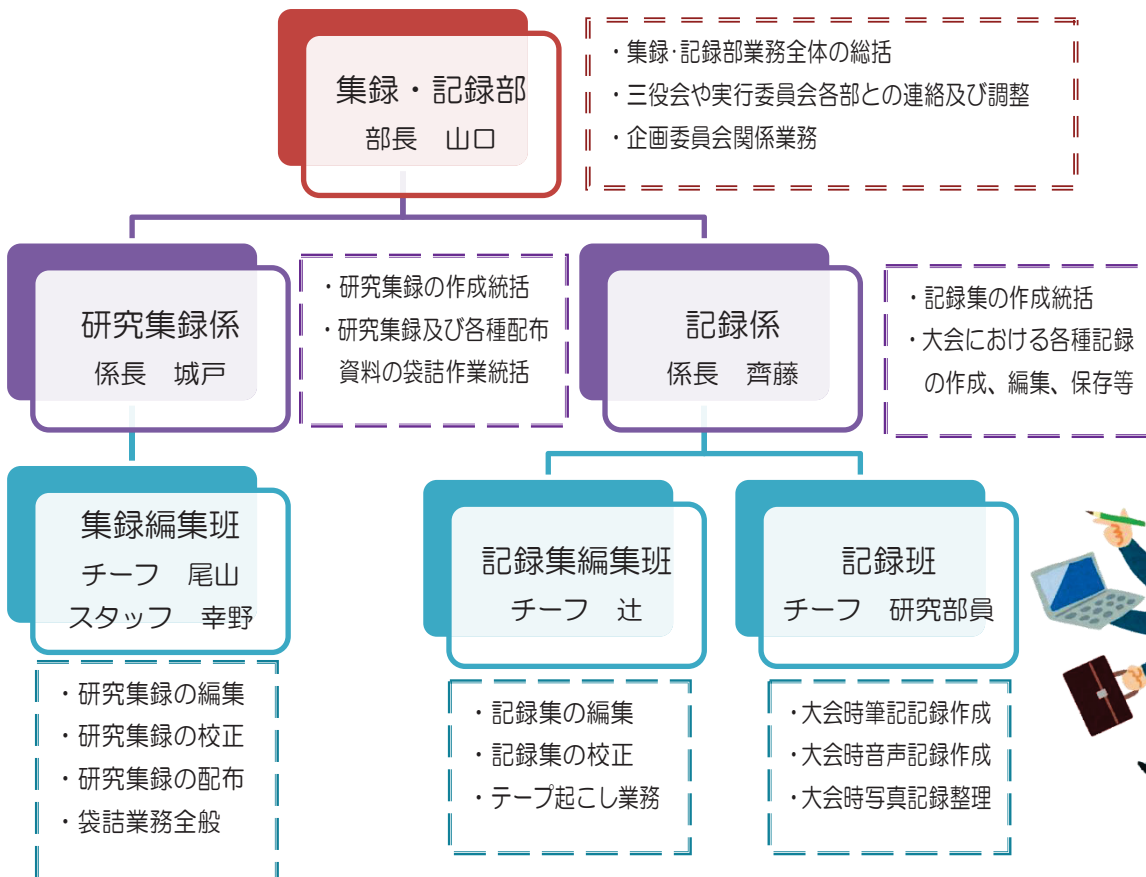 集録・記録部
部長　山口
・集録・記録部業務全体の総括
・三役会や実行委員会各部との連絡及び調整
・企画委員会関係業務
研究集録係
係長　城戸
・研究集録の作成統括
・研究集録及び各種配布
資料の袋詰作業統括
記録係
係長　齊藤
・記録集の作成統括
・大会における各種記録
の作成、編集、保存等
集録編集班
チーフ　尾山
スタッフ　幸野
・研究集録の編集
・研究集録の校正
・研究集録の配布
・袋詰業務全般
記録集編集班
チーフ　辻
・記録集の編集
・記録集の校正
・テープ起こし業務
記録班
チーフ　研究部員
・大会時筆記記録作成
・大会時音声記録作成
・大会時写真記録整理